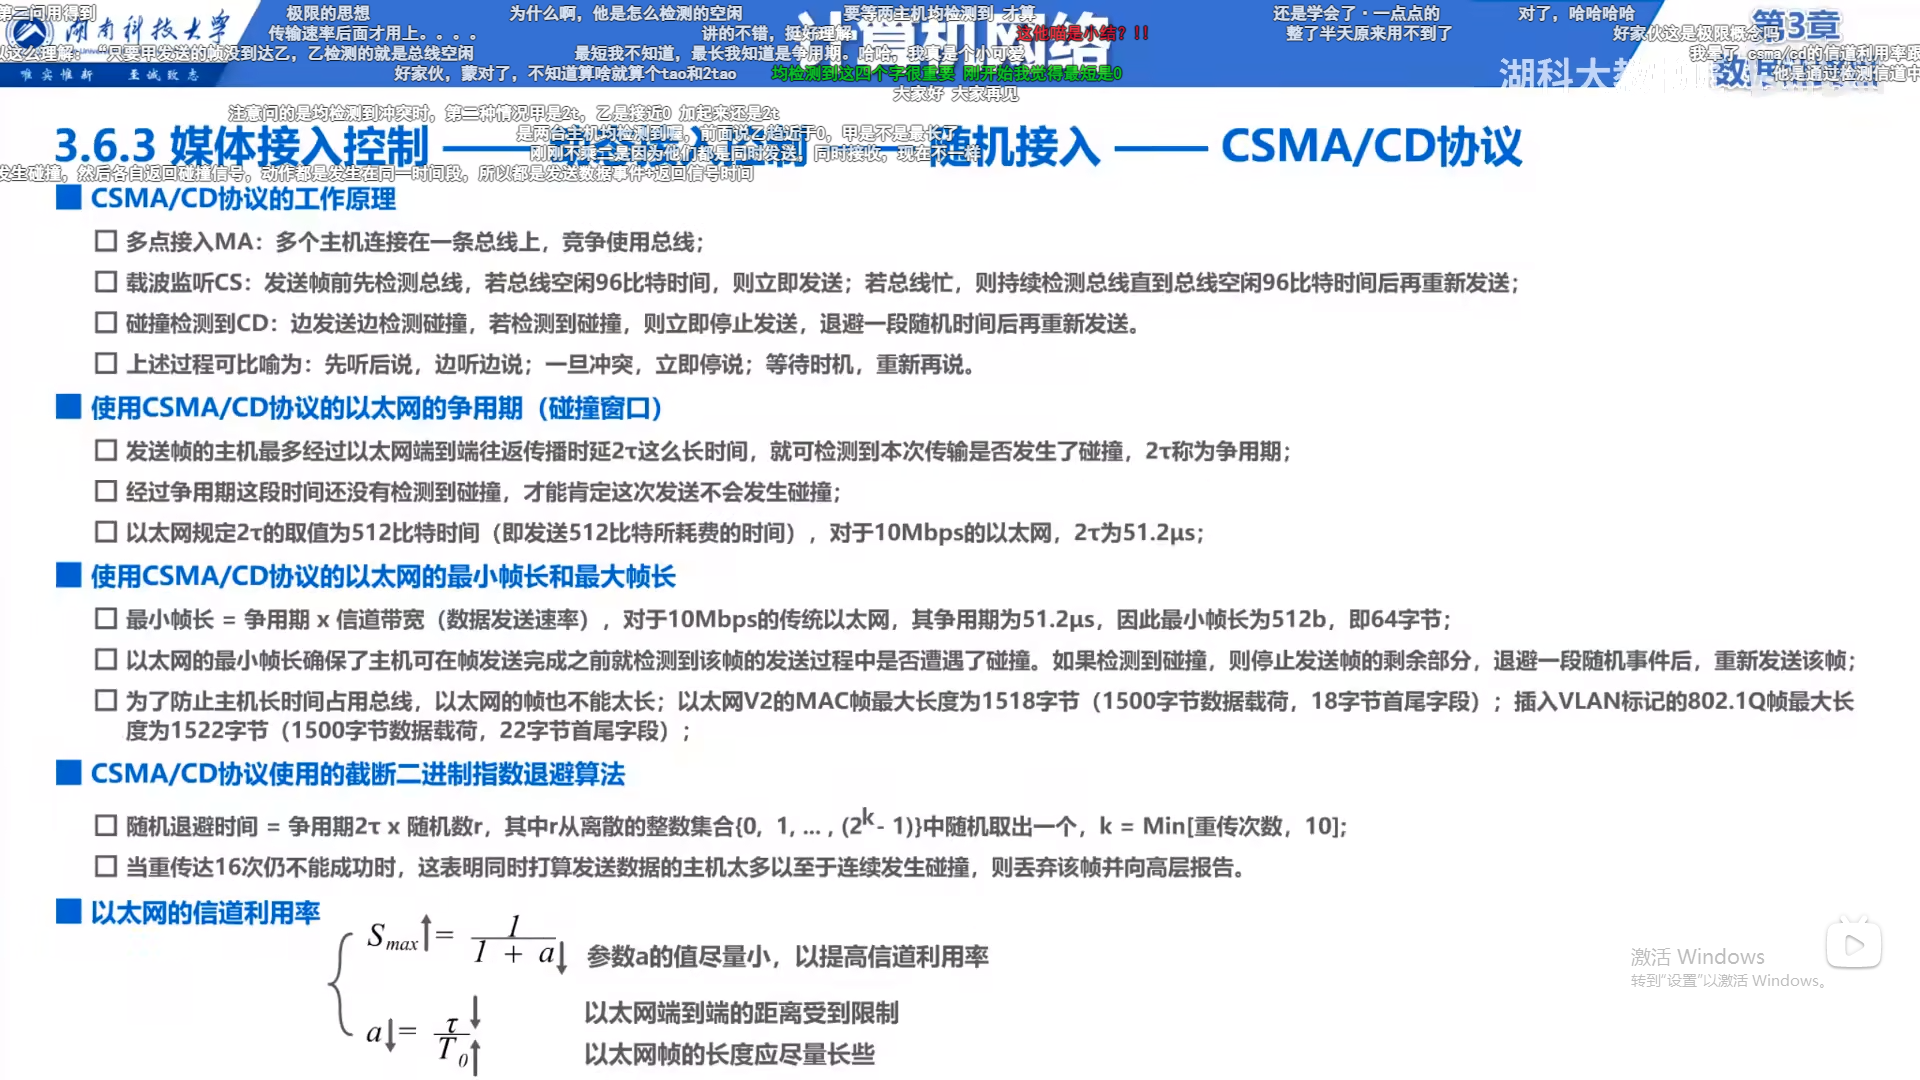 第二问用得到
极限的思想
为什么啊，他是怎么检测的空闲
要等两主机均检测到 才算
还是学会了·一点点的
对了，哈哈哈哈
湖南科技大学
传输速率后面才用上。。。。
讲的不错，挺好理解
这他喵是小结？！！
整了半天原来用不到了
好家伙这是极限概念吗
计算机网络
第3章
以这么理解：“只要甲发送的帧没到达乙，乙检测的就是总线空闲
最短我不知道，最长我知道是争用期。哈哈，我真是个小可爱
我晕了，csma/cd的信道利用率跟
唯实惟新 至诚致志
好家伙，蒙对了，不知道算啥就算个tao和2tao
均检测到这四个字很重要 刚开始我觉得最短是0
湖科大教
他是通过检测信道中
大家好 大家再见
注意问的是均检测到冲突时，第二种情况甲是2t，乙是接近0 加起来还是2t
是两台主机均检测到喔，前面说乙趋近于0，甲是不是最长了
3.6.3 媒体接入控制 —— 随机接入 —— CSMA/CD协议
刚刚不乘二是因为他们都是同时发送，同时接收，现在不一样
发生碰撞，然后各自返回碰撞信号，动作都是发生在同一时间段，所以都是发送数据事件+返回信号时间
CSMA/CD协议的工作原理
多点接入MA：多个主机连接在一条总线上，竞争使用总线；
载波监听CS：发送帧前先检测总线，若总线空闲96比特时间，则立即发送；若总线忙，则持续检测总线直到总线空闲96比特时间后再重新发送；
碰撞检测到CD：边发送边检测碰撞，若检测到碰撞，则立即停止发送，退避一段随机时间后再重新发送。
上述过程可比喻为：先听后说，边听边说；一旦冲突，立即停说；等待时机，重新再说。
使用CSMA/CD协议的以太网的争用期（碰撞窗口）
发送帧的主机最多经过以太网端到端往返传播时延2τ这么长时间，就可检测到本次传输是否发生了碰撞，2τ称为争用期；
经过争用期这段时间还没有检测到碰撞，才能肯定这次发送不会发生碰撞；
以太网规定2τ的取值为512比特时间（即发送512比特所耗费的时间），对于10Mbps的以太网，2τ为51.2μs；
使用CSMA/CD协议的以太网的最小帧长和最大帧长
最小帧长 = 争用期 x 信道带宽（数据发送速率），对于10Mbps的传统以太网，其争用期为51.2μs，因此最小帧长为512b，即64字节；
以太网的最小帧长确保了主机可在帧发送完成之前就检测到该帧的发送过程中是否遭遇了碰撞。如果检测到碰撞，则停止发送帧的剩余部分，退避一段随机事件后，重新发送该帧；
为了防止主机长时间占用总线，以太网的帧也不能太长；以太网V2的MAC帧最大长度为1518字节（1500字节数据载荷，18字节首尾字段）；插入VLAN标记的802.1Q帧最大长
度为1522字节（1500字节数据载荷，22字节首尾字段）；
CSMA/CD协议使用的截断二进制指数退避算法
随机退避时间 = 争用期2τ x 随机数r，其中r从离散的整数集合{0，1, ... , (2^k - 1)}中随机取出一个，k = Min[重传次数，10]；
当重传达16次仍不能成功时，这表明同时打算发送数据的主机太多以至于连续发生碰撞，则丢弃该帧并向高层报告。
以太网的信道利用率
S_max↑ = 1 / (1 + a↓) 参数a的值尽量小，以提高信道利用率
a↓ = τ↓ / T_0↑ 以太网端到端的距离受到限制
以太网帧的长度应尽量长些
激活 Windows
转到“设置”以激活 Windows。